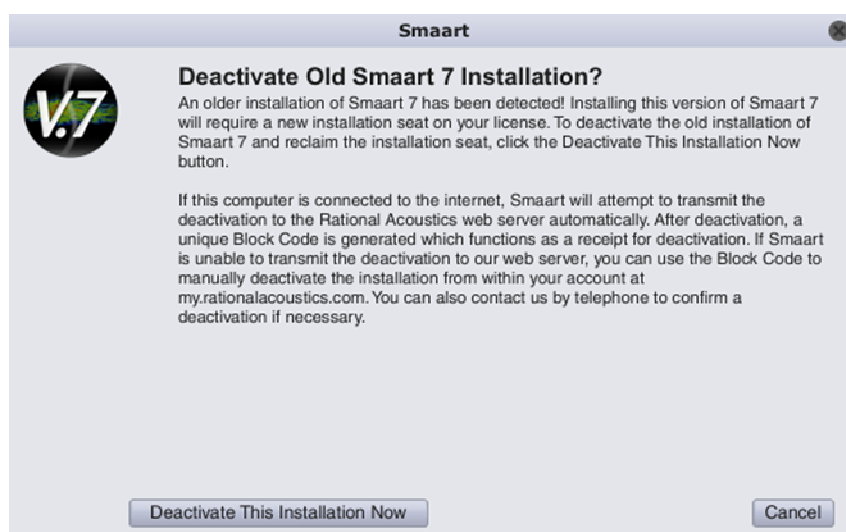 Smaart
V.7
Deactivate Old Smaart 7 Installation?
An older installation of Smaart 7 has been detected! Installing this version of Smaart 7
will require a new installation seat on your license. To deactivate the old installation of
Smaart 7 and reclaim the installation seat, click the Deactivate This Installation Now
button.
If this computer is connected to the internet, Smaart will attempt to transmit the
deactivation to the Rational Acoustics web server automatically. After deactivation, a
unique Block Code is generated which functions as a receipt for deactivation. If Smaart
is unable to transmit the deactivation to our web server, you can use the Block Code to
manually deactivate the installation from within your account at
my.rationalacoustics.com. You can also contact us by telephone to confirm a
deactivation if necessary.
Deactivate This Installation Now
Cancel